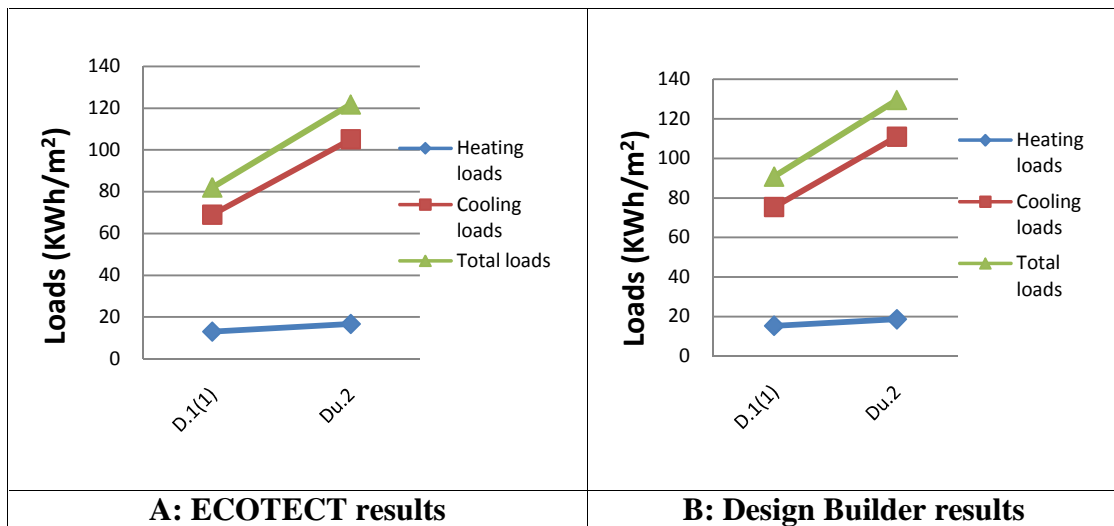 140
120
100
80
60
40
20
0
Loads (KWh/m²)
D.1(1)
Du.2
Heating
loads
Cooling
loads
Total loads
A: ECOTECT results
140
120
100
80
60
40
20
0
Loads (KWh/m²)
D.1(1)
Du.2
Heating
loads
Cooling
loads
Total
loads
B: Design Builder results